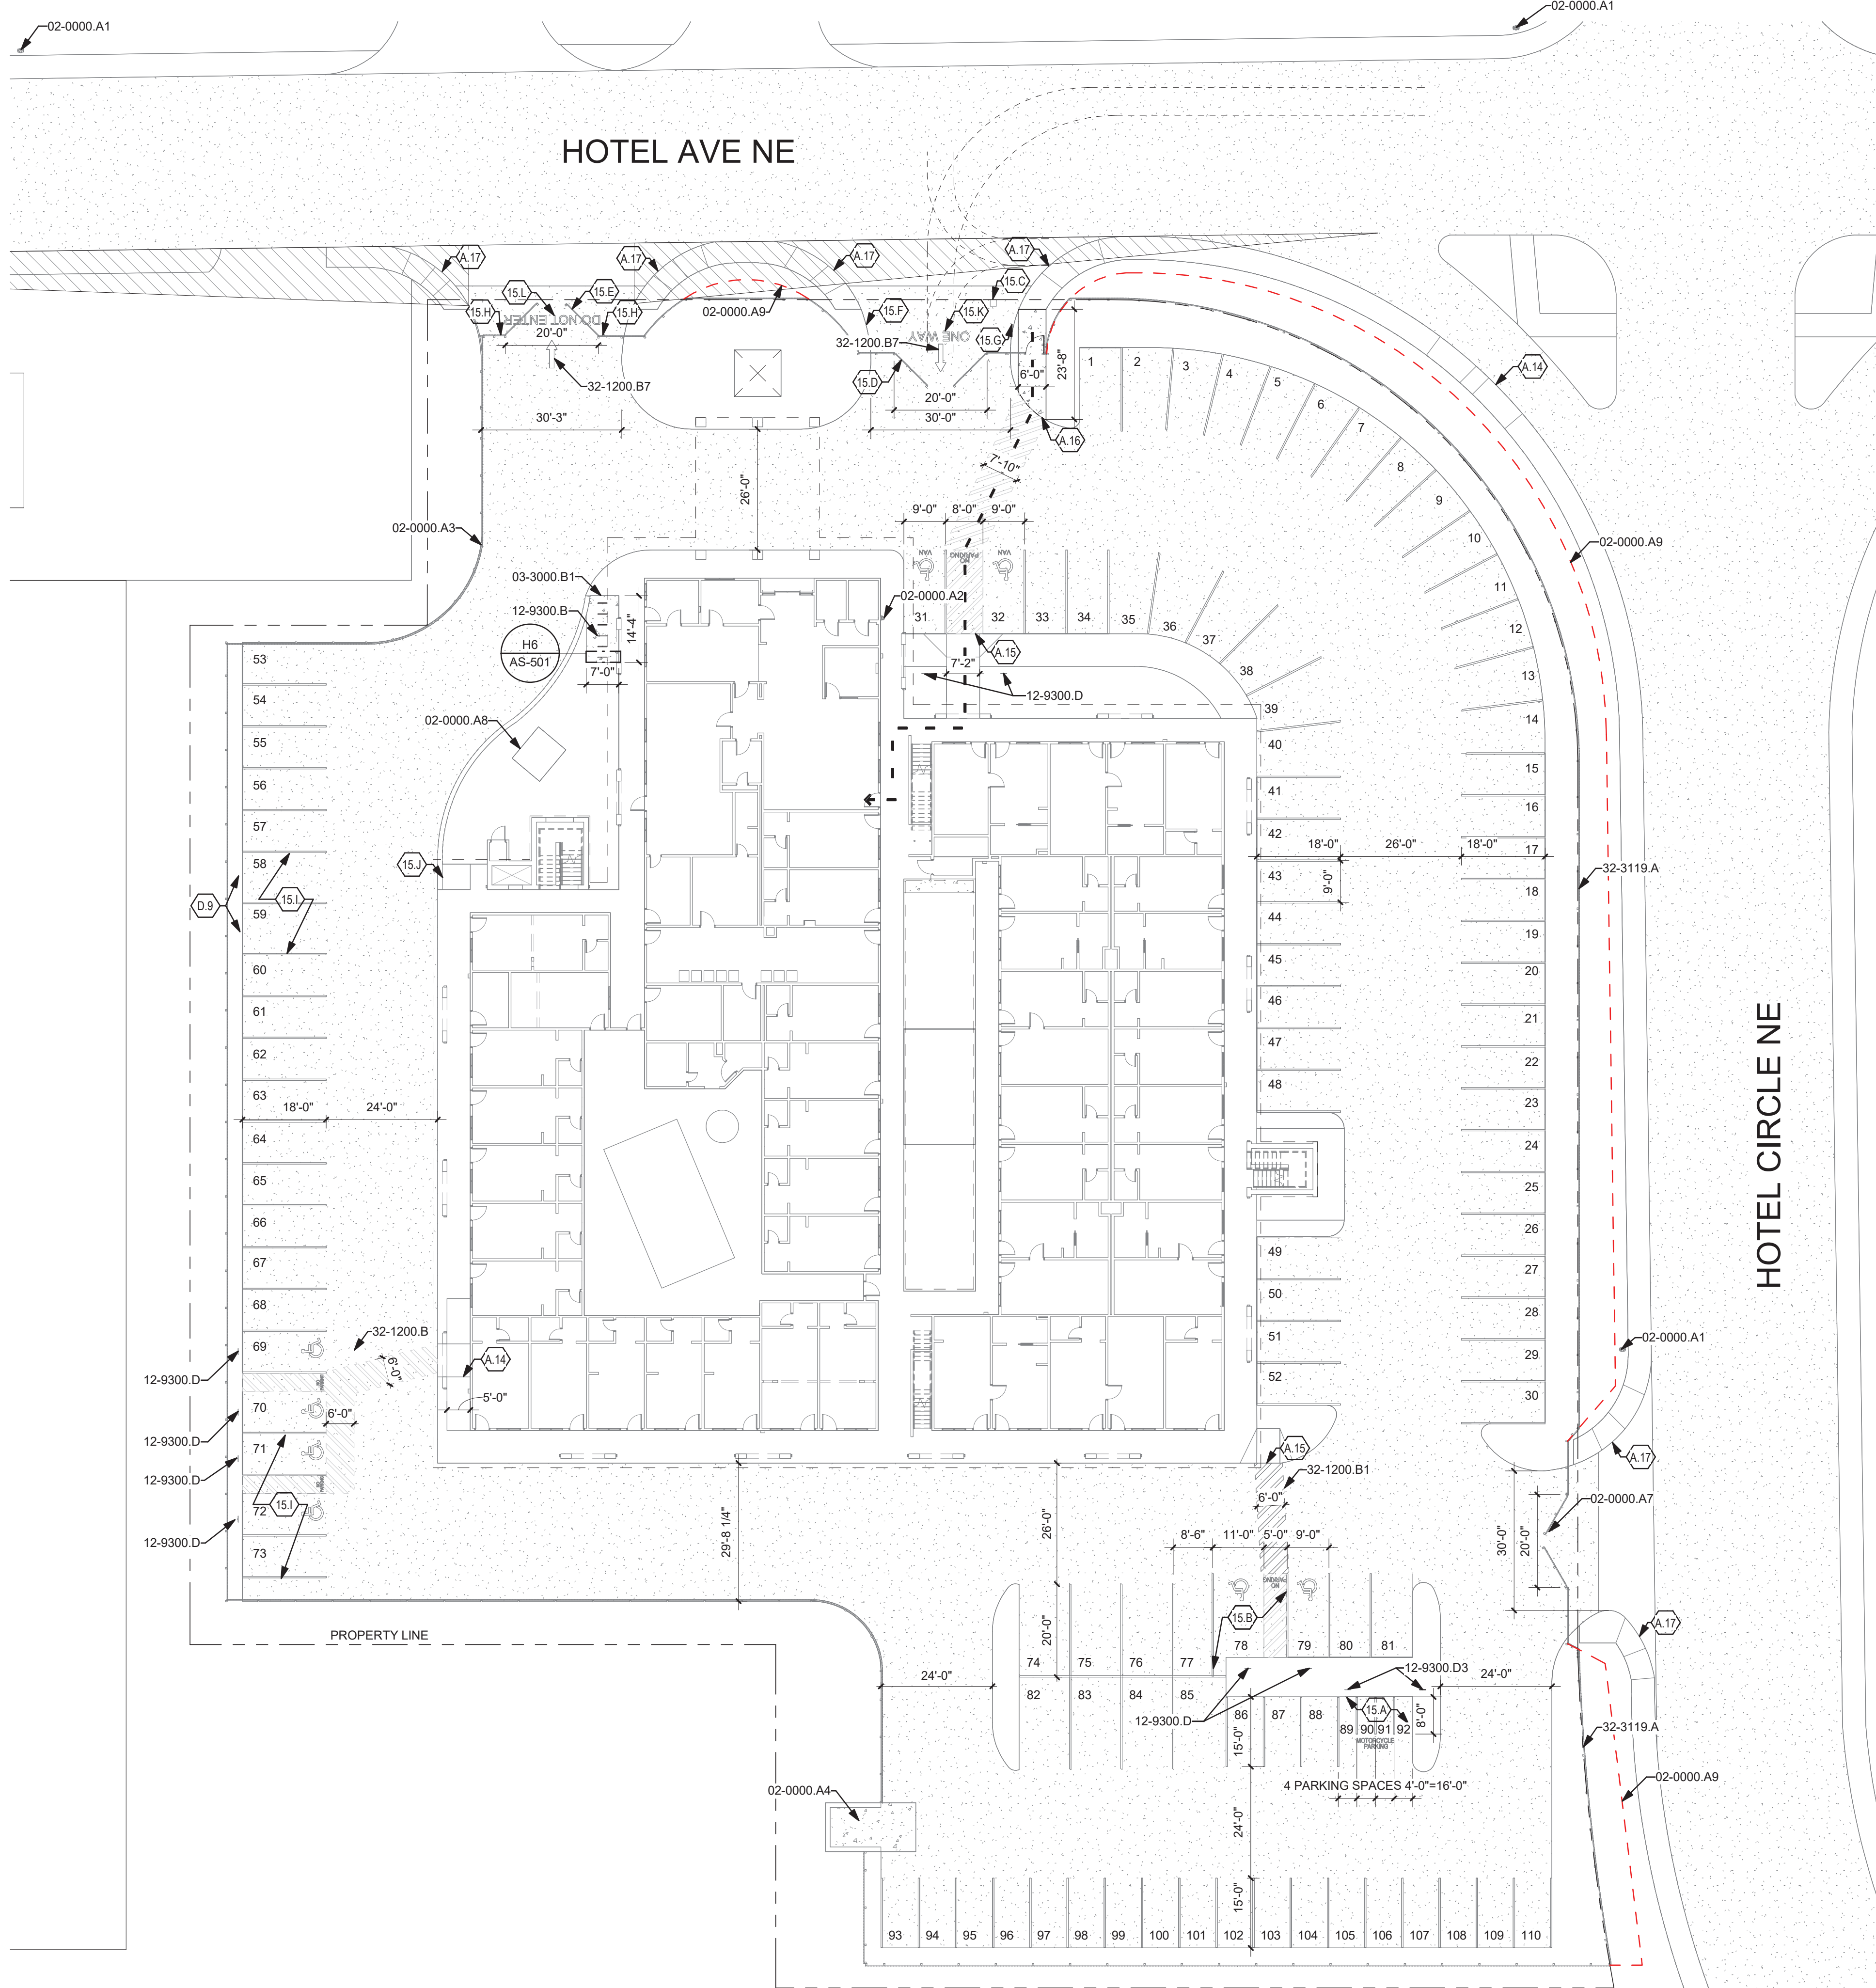 02-0000.A1
02-0000.A1
HOTEL AVE NE
A.17
A.17
A.17
A.17
15.C
15.L
15.E
15.H
15.H
DO NOT ENTER
20'-0"
02-0000.A9
15.F
15.K
ONE WAY
15.G
32-1200.B7
32-1200.B7
15.D
6'-0"
23'-8"
20'-0"
30'-0"
30'-3"
A.16
A.14
1
2
3
4
5
6
7
8
9
10
11
12
13
14
15
16
17
18
19
20
21
22
23
24
25
26
27
28
29
30
7'-10"
26'-0"
9'-0"
8'-0"
9'-0"
VAN
NO
PARKING
VAN
02-0000.A3
02-0000.A9
03-3000.B1
12-9300.B
14'-4"
H6
AS-501
7'-0"
02-0000.A2
31
32
33
34
35
36
37
38
39
40
41
42
43
44
45
46
47
48
49
50
51
52
A.15
7'-2"
12-9300.D
02-0000.A8
15.J
18'-0"
26'-0"
18'-0"
9'-0"
32-3119.A
HOTEL CIRCLE NE
53
54
55
56
57
58
D.9
15.I
59
60
61
62
63
18'-0"
24'-0"
64
65
66
67
68
69
70
71
72
73
32-1200.B
6'-0"
A.14
5'-0"
6'-0"
12-9300.D
12-9300.D
12-9300.D
12-9300.D
NO
PARKING
NO
PARKING
15.I
02-0000.A1
A.17
A.15
32-1200.B1
6'-0"
02-0000.A7
30'-0"
20'-0"
29'-8 1/4"
26'-0"
8'-6"
11'-0"
5'-0"
9'-0"
NO
PARKING
15.B
20'-0"
PROPERTY LINE
A.17
74
75
76
77
78
79
80
81
24'-0"
12-9300.D3
24'-0"
82
83
84
85
86
87
88
89
90
91
92
15.A
8'-0"
12-9300.D
MOTORCYCLE
PARKING
15'-0"
32-3119.A
02-0000.A9
4 PARKING SPACES 4'-0"=16'-0"
02-0000.A4
24'-0"
15'-0"
93
94
95
96
97
98
99
100
101
102
103
104
105
106
107
108
109
110